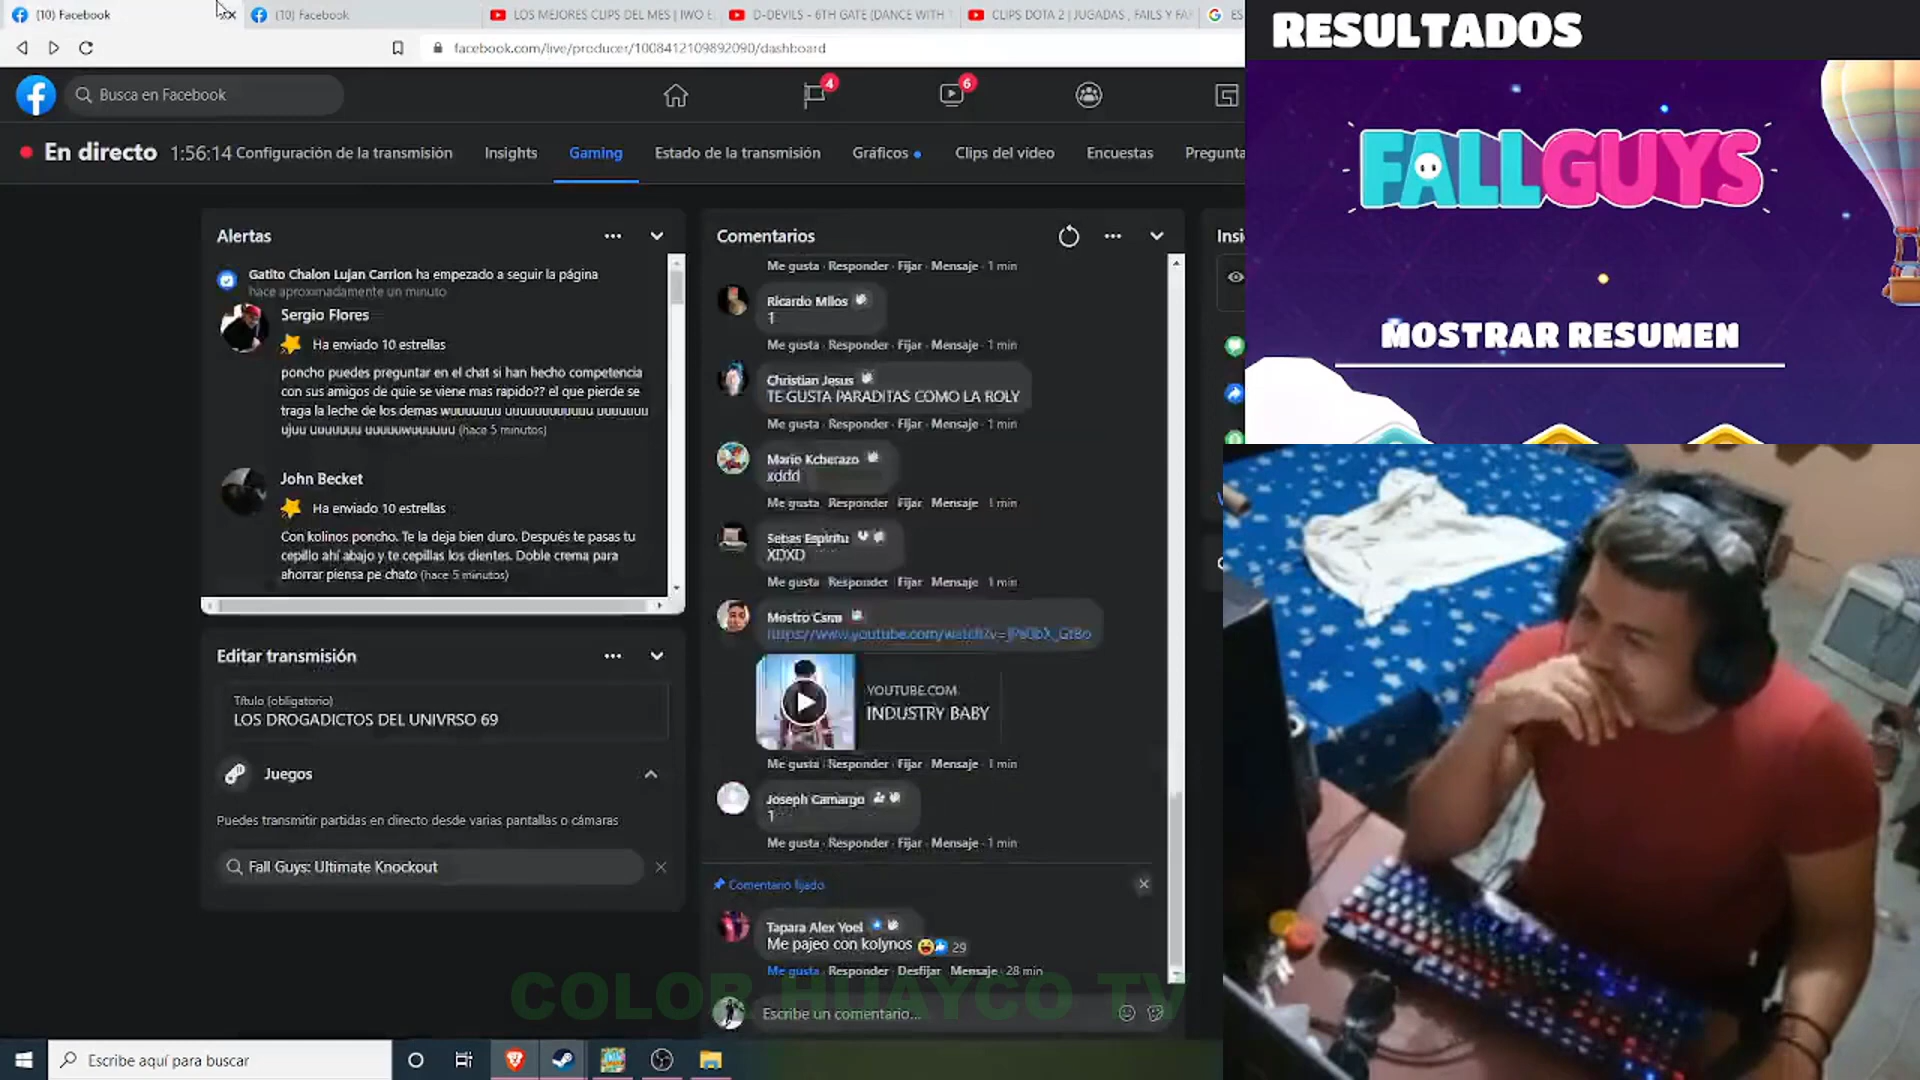 (10) Facebook
(10) Facebook
LOS MEJORES CLIPS DEL MES | IWO E
D-DEVILS - 6TH GATE (DANCE WITH
CLIPS DOTA 2 | JUGADAS , FAILS Y FA
ES
facebook.com/live/producer/1008412109892090/dashboard
Busca en Facebook
4
6
En directo
1:56:14
Configuración de la transmisión
Insights
Gaming
Estado de la transmisión
Gráficos
Clips del video
Encuestas
Pregunta
Alertas
Gatito Chalon Lujan Carrion ha empezado a seguir la página
hace aproximadamente un minuto
Sergio Flores
Ha enviado 10 estrellas
poncho puedes preguntar en el chat si han hecho competencia
con sus amigos de quie se viene mas rapido?? el que pierde se
traga la leche de los demas
(hace 5 minutos)
John Becket
Ha enviado 10 estrellas
Con kolinos poncho. Te la deja bien duro. Después te pasas tu
cepillo ahí abajo y te cepillas los dientes. Doble crema para
ahorrar piensa pe chato (hace 5 minutos)
Editar transmisión
Título (obligatorio)
LOS DROGADICTOS DEL UNIVRSO 69
Juegos
Puedes transmitir partidas en directo desde varias pantallas o cámaras
Fall Guys: Ultimate Knockout
Comentarios
Me gusta · Responder · Fijar · Mensaje · 1 min
Ricardo Milos
1
Me gusta · Responder · Fijar · Mensaje · 1 min
Christian Jesus
TE GUSTA PARADITAS COMO LA ROLY
Me gusta · Responder · Fijar · Mensaje · 1 min
Mario Kcherazo
xddd
Me gusta · Responder · Fijar · Mensaje · 1 min
Sebas Espiritu
XDXD
Me gusta · Responder · Fijar · Mensaje · 1 min
Mostro Csm
YOUTUBE.COM
INDUSTRY BABY
Me gusta · Responder · Fijar · Mensaje · 1 min
Joseph Camargo
1
Me gusta · Responder · Fijar · Mensaje · 1 min
Comentario fijado
Tapara Alex Yoel
Me pajeo con kolynos
29
Me gusta · Responder · Desfijar · Mensaje · 28 min
Escribe un comentario...
COLOR HUAYCO TV
Insi
RESULTADOS
FALL GUYS
MOSTRAR RESUMEN
Escribe aquí para buscar